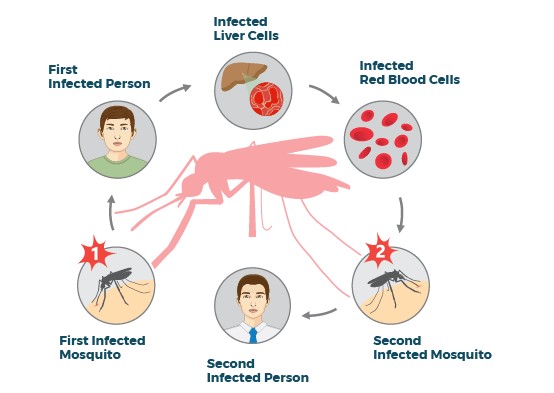 Infected
Liver Cells
First
Infected Person
Infected
Red Blood Cells
1
2
First Infected
Mosquito
Second
Infected Person
Second
Infected Mosquito